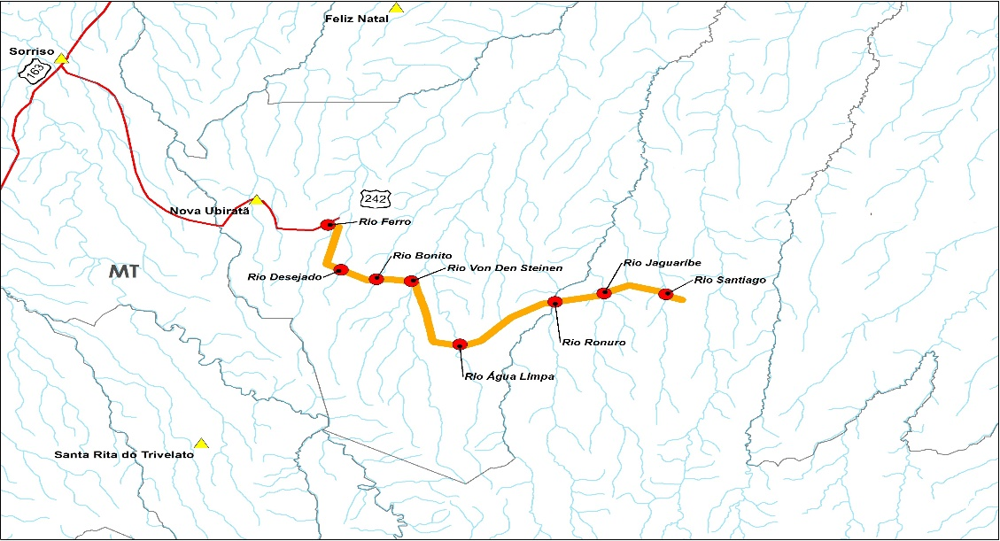 Feliz Natal
Sorriso
163
Nova Ubiratã
242
Rio Ferro
Rio Bonito
Rio Desejado
Rio Von Den Steinen
Rio Jaguaribe
Rio Santiago
MT
Rio Ronuro
Rio Água Limpa
Santa Rita do Trivelato